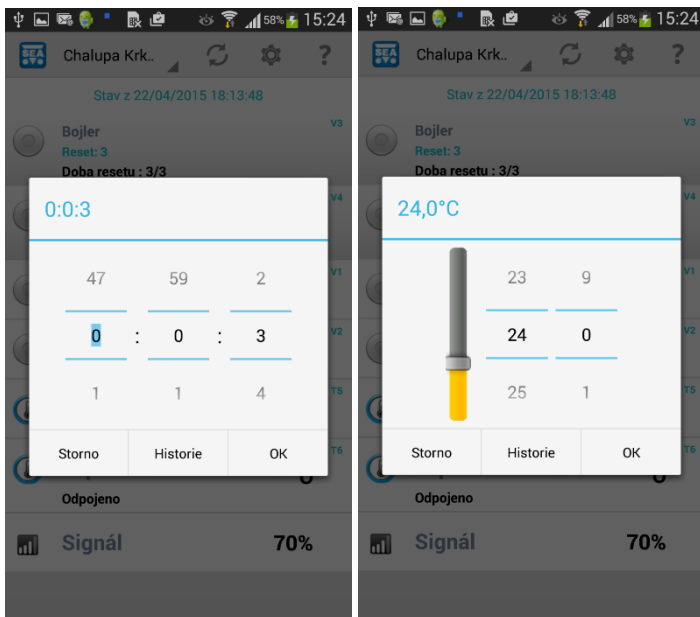 58% 15:24
SEA Chalupa Krk.. ?
Stav z 22/04/2015 18:13:48
V3
Bojler
Reset: 3
Doba resetu : 3/3
V4
0:0:3
47 59 2
V1
0 : 0 : 3
V2
1 1 4
T5
Storno Historie OK
T6
Odpojeno
Signál 70%
58% 15:24
SEA Chalupa Krk.. ?
Stav z 22/04/2015 18:13:48
V3
Bojler
Reset: 3
Doba resetu : 3/3
V4
24,0°C
23 9
V1
24 0
V2
25 1
T5
Storno Historie OK
T6
Odpojeno
Signál 70%